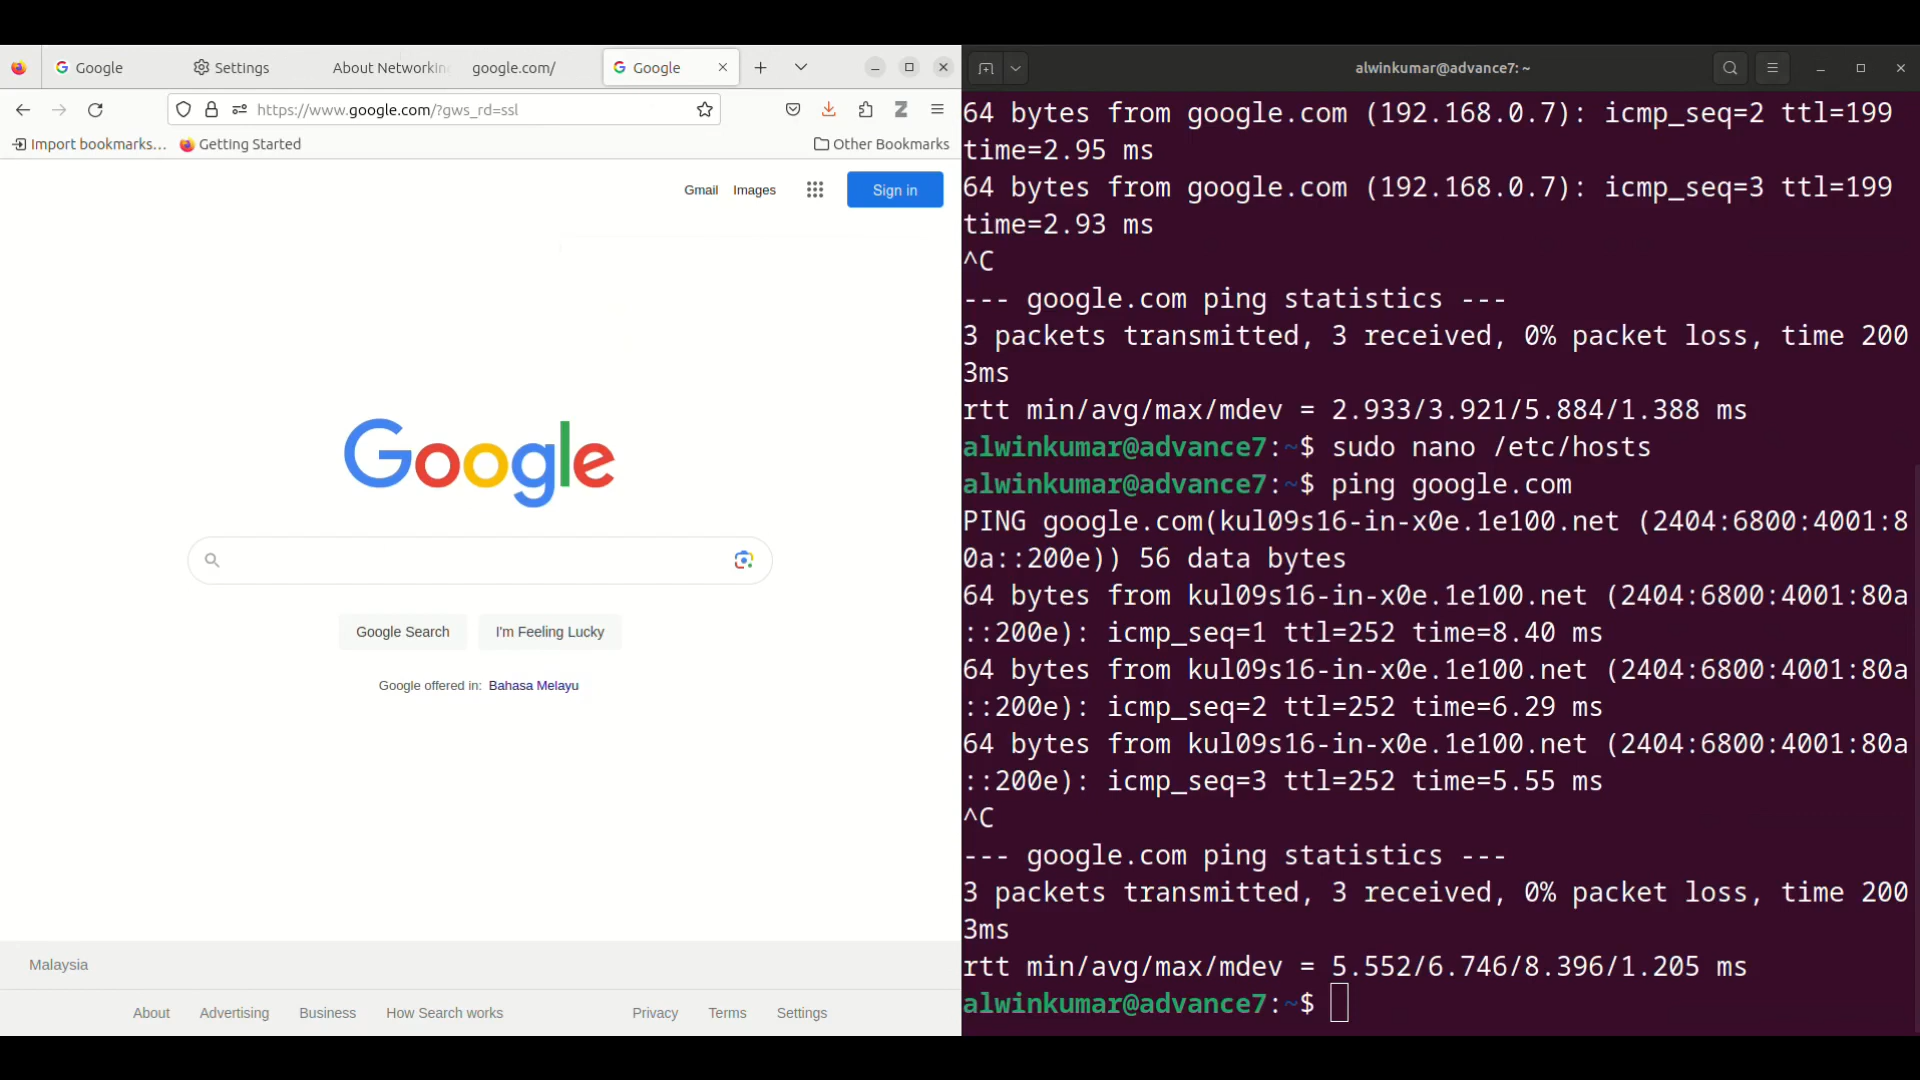 Google
Settings
About Networkin
google.com/
Google
https://www.google.com/?gws_rd=ssl
Import bookmarks...
Getting Started
Other Bookmarks
Gmail
Images
Sign in
Google
Google Search
I'm Feeling Lucky
Google offered in: Bahasa Melayu
Malaysia
About
Advertising
Business
How Search works
Privacy
Terms
Settings
alwinkumar@advance7: ~
64 bytes from google.com (192.168.0.7): icmp_seq=2 ttl=199
time=2.95 ms
64 bytes from google.com (192.168.0.7): icmp_seq=3 ttl=199
time=2.93 ms
^C
--- google.com ping statistics ---
3 packets transmitted, 3 received, 0% packet loss, time 200
3ms
rtt min/avg/max/mdev = 2.933/3.921/5.884/1.388 ms
alwinkumar@advance7:~$ sudo nano /etc/hosts
alwinkumar@advance7:~$ ping google.com
PING google.com(kul09s16-in-x0e.1e100.net (2404:6800:4001:8
0a::200e)) 56 data bytes
64 bytes from kul09s16-in-x0e.1e100.net (2404:6800:4001:80a
::200e): icmp_seq=1 ttl=252 time=8.40 ms
64 bytes from kul09s16-in-x0e.1e100.net (2404:6800:4001:80a
::200e): icmp_seq=2 ttl=252 time=6.29 ms
64 bytes from kul09s16-in-x0e.1e100.net (2404:6800:4001:80a
::200e): icmp_seq=3 ttl=252 time=5.55 ms
^C
--- google.com ping statistics ---
3 packets transmitted, 3 received, 0% packet loss, time 200
3ms
rtt min/avg/max/mdev = 5.552/6.746/8.396/1.205 ms
alwinkumar@advance7:~$